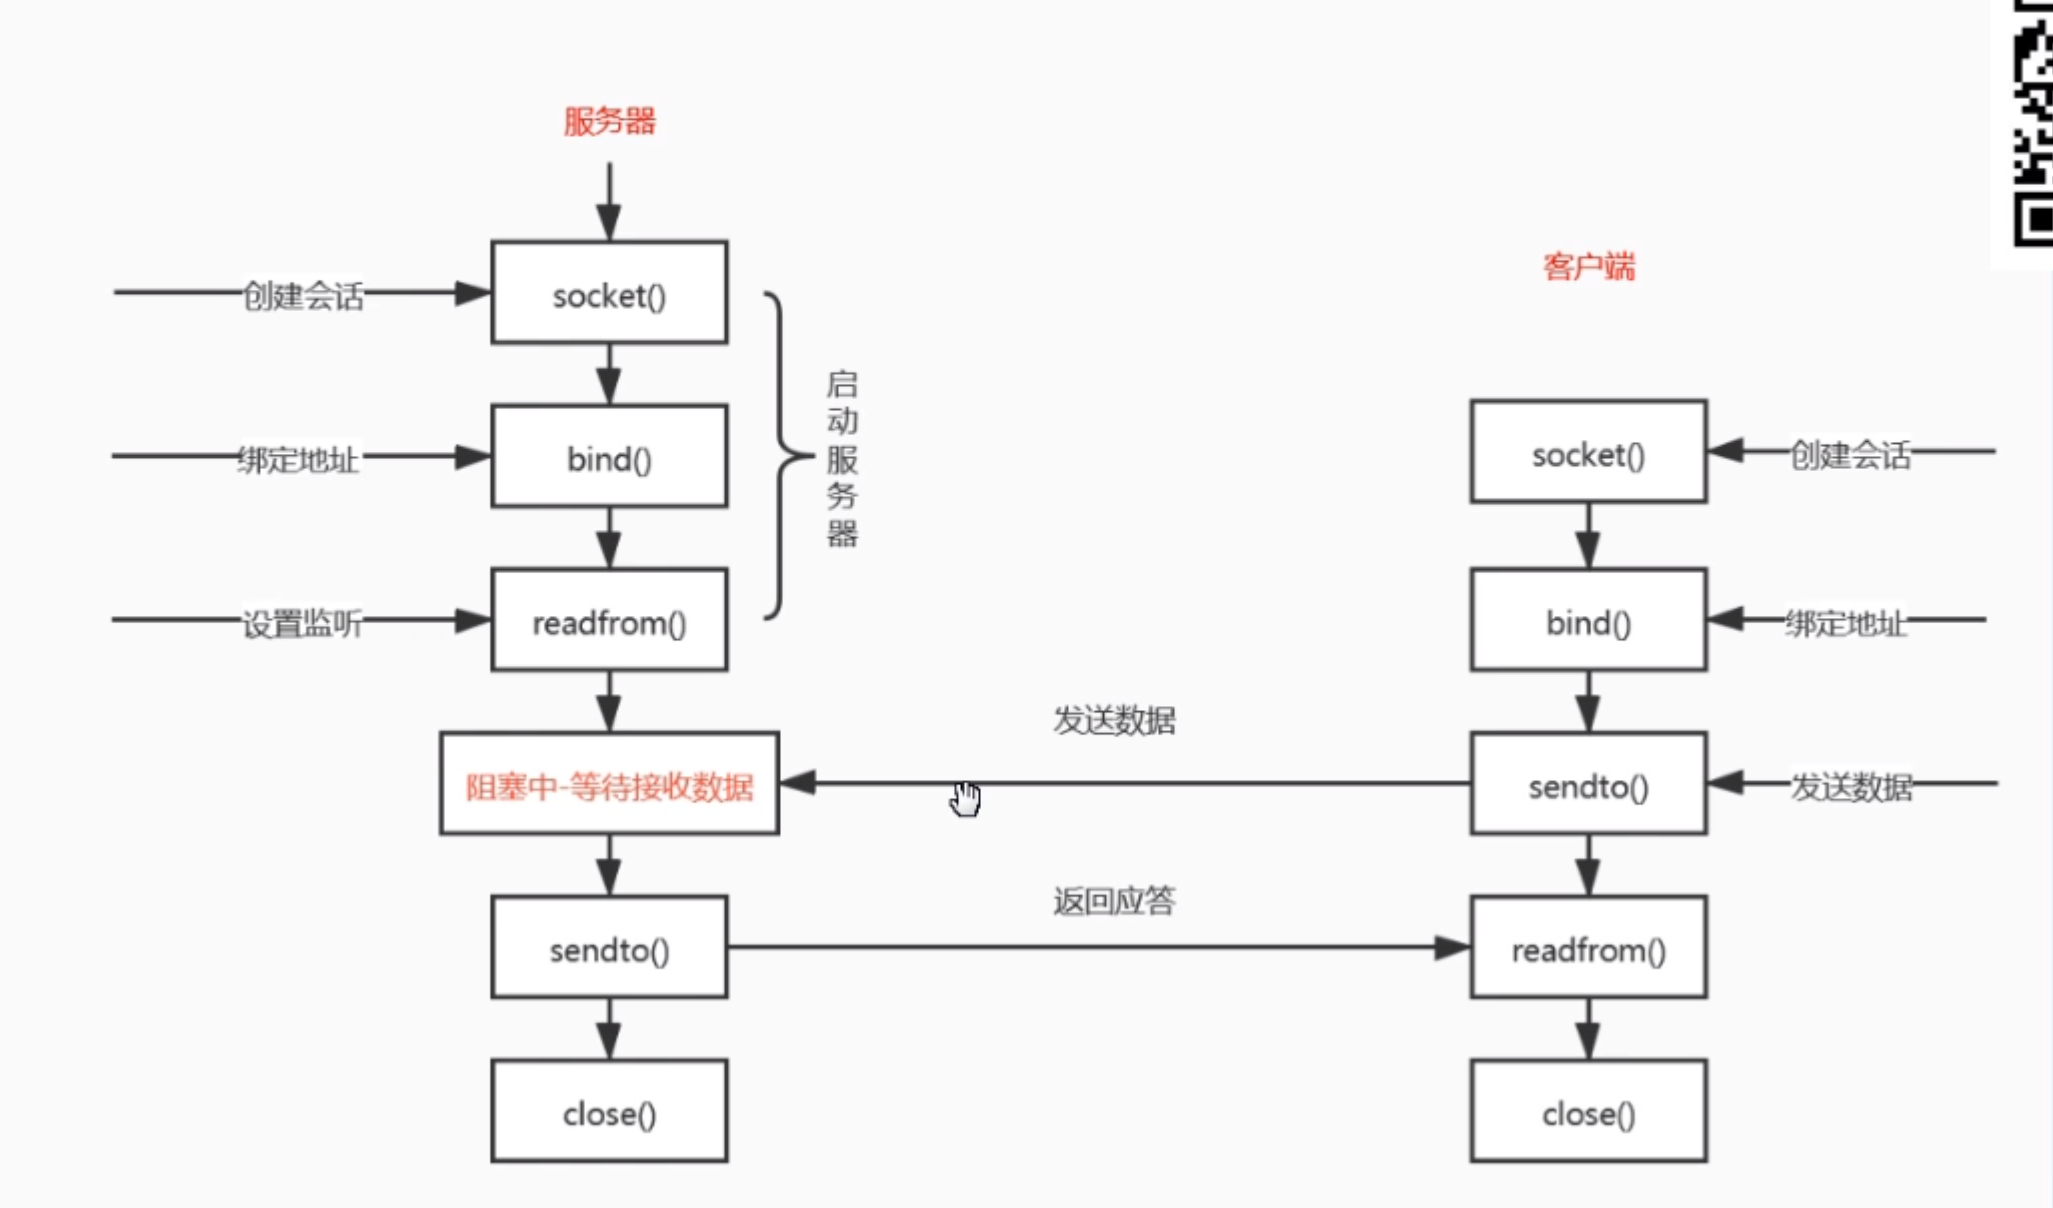 服务器
创建会话
socket()
绑定地址
bind()
设置监听
readfrom()
启动服务器
阻塞中-等待接收数据
sendto()
close()
发送数据
返回应答
客户端
socket()
创建会话
bind()
绑定地址
sendto()
发送数据
readfrom()
close()